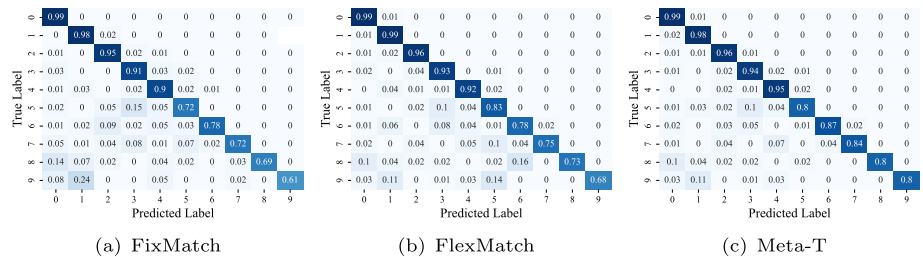 0.99 0.01 0 0 0 0 0 0 0 0
0 0.98 0.02 0 0 0 0 0 0
0.01 0 0.95 0.02 0.01 0 0 0 0 0
0.03 0 0 0.91 0.03 0.02 0 0 0 0
0.01 0.03 0 0.02 0.9 0.02 0.01 0 0 0
0.02 0 0.05 0.15 0.05 0.72 0 0 0 0
0.01 0.02 0.09 0.02 0.05 0.03 0.78 0 0 0
0.05 0.01 0.04 0.08 0.01 0.07 0.02 0.72 0 0
0.14 0.07 0.02 0 0.03 0.69 0
0.08 0.24 0 0 0.05 0 0 0.02 0 0.61
0 1 2 3 4 5 6 7 8 9
True Label
0 1 2 3 4 5 6 7 8 9
Predicted Label
(a) FixMatch
0.99 0.01 0 0 0 0 0 0 0 0
0.01 0.99 0 0 0 0 0 0 0 0
0.01 0.02 0.96 0 0 0 0 0 0 0
0.02 0 0.04 0.93 0.01 0 0 0 0 0
0 0.04 0.01 0.01 0.92 0.02 0 0 0 0
0.03 0 0.02 0.1 0.04 0.83 0 0 0 0
0.01 0.06 0 0.08 0.04 0.01 0.78 0.02 0 0
0.02 0.01 0.04 0.05 0.02 0.1 0.04 0.75 0 0
0.1 0.04 0.02 0.02 0 0.04 0.16 0 0.73 0
0.03 0.11 0 0 0.03 0.14 0 0 0 0.68
0 1 2 3 4 5 6 7 8 9
True Label
0 1 2 3 4 5 6 7 8 9
Predicted Label
(b) FlexMatch
0.99 0.01 0 0 0 0 0 0 0 0
0.02 0.98 0 0 0 0 0 0 0 0
0.01 0.01 0.96 0.01 0 0 0 0 0 0
0.02 0 0.02 0.94 0.02 0.01 0 0 0 0
0.01 0.01 0 0.02 0.95 0 0 0 0 0
0.01 0.03 0.02 0.1 0.04 0.8 0 0 0 0
0.02 0 0.03 0.05 0 0.01 0.87 0.02 0 0
0.01 0.02 0 0.04 0 0.07 0 0.84 0 0
0.1 0.04 0.02 0.01 0 0.02 0 0 0.8 0
0.03 0.11 0 0.01 0.03 0 0.04 0 0 0.8
0 1 2 3 4 5 6 7 8 9
True Label
0 1 2 3 4 5 6 7 8 9
Predicted Label
(c) Meta-T